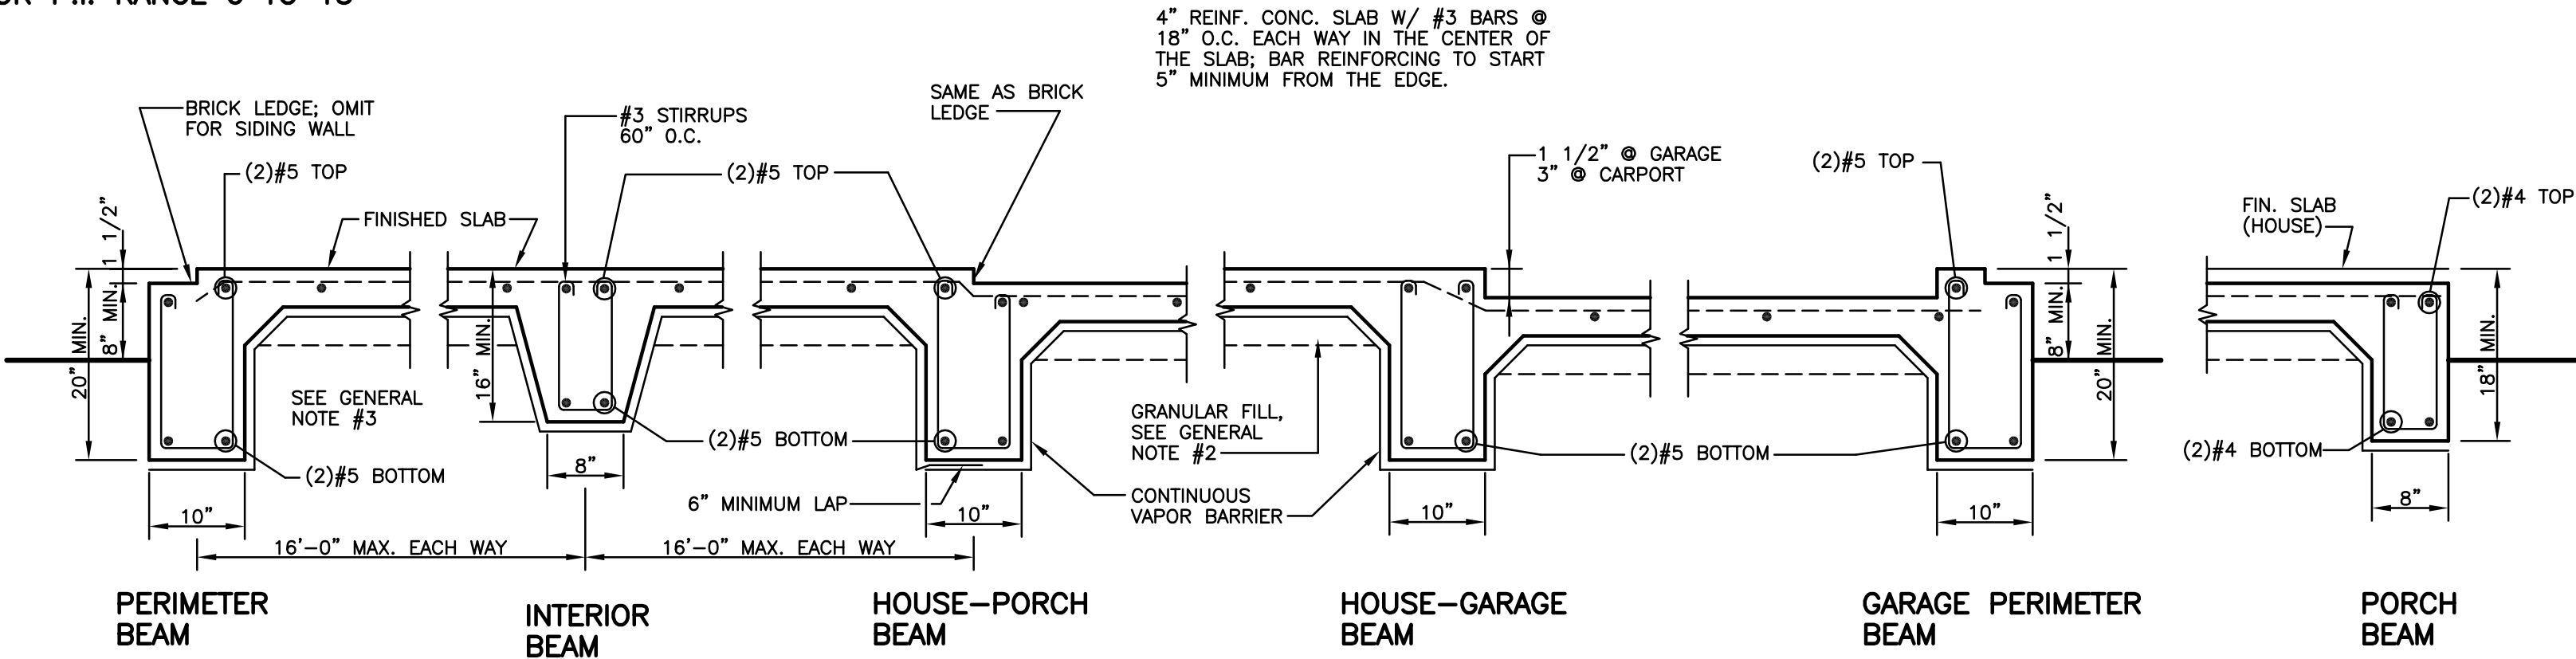 4” REINF. CONC. SLAB W/ #3 BARS @
18” O.C. EACH WAY IN THE CENTER OF
THE SLAB; BAR REINFORCING TO START
5” MINIMUM FROM THE EDGE.
BRICK LEDGE; OMIT
FOR SIDING WALL
(2)#5 TOP
FINISHED SLAB
1 1/2”
8” MIN.
20” MIN.
SEE GENERAL
NOTE #3
(2)#5 BOTTOM
10”
16'-0” MAX. EACH WAY
PERIMETER
BEAM
#3 STIRRUPS
60” O.C.
(2)#5 TOP
16” MIN.
(2)#5 BOTTOM
8”
6” MINIMUM LAP
16'-0” MAX. EACH WAY
INTERIOR
BEAM
SAME AS BRICK
LEDGE
10”
HOUSE-PORCH
BEAM
1 1/2” @ GARAGE
3” @ CARPORT
GRANULAR FILL,
SEE GENERAL
NOTE #2
CONTINUOUS
VAPOR BARRIER
10”
(2)#5 BOTTOM
HOUSE-GARAGE
BEAM
(2)#5 TOP
1 1/2”
8” MIN.
20” MIN.
10”
GARAGE PERIMETER
BEAM
FIN. SLAB
(HOUSE)
(2)#4 TOP
18” MIN.
(2)#4 BOTTOM
8”
PORCH
BEAM